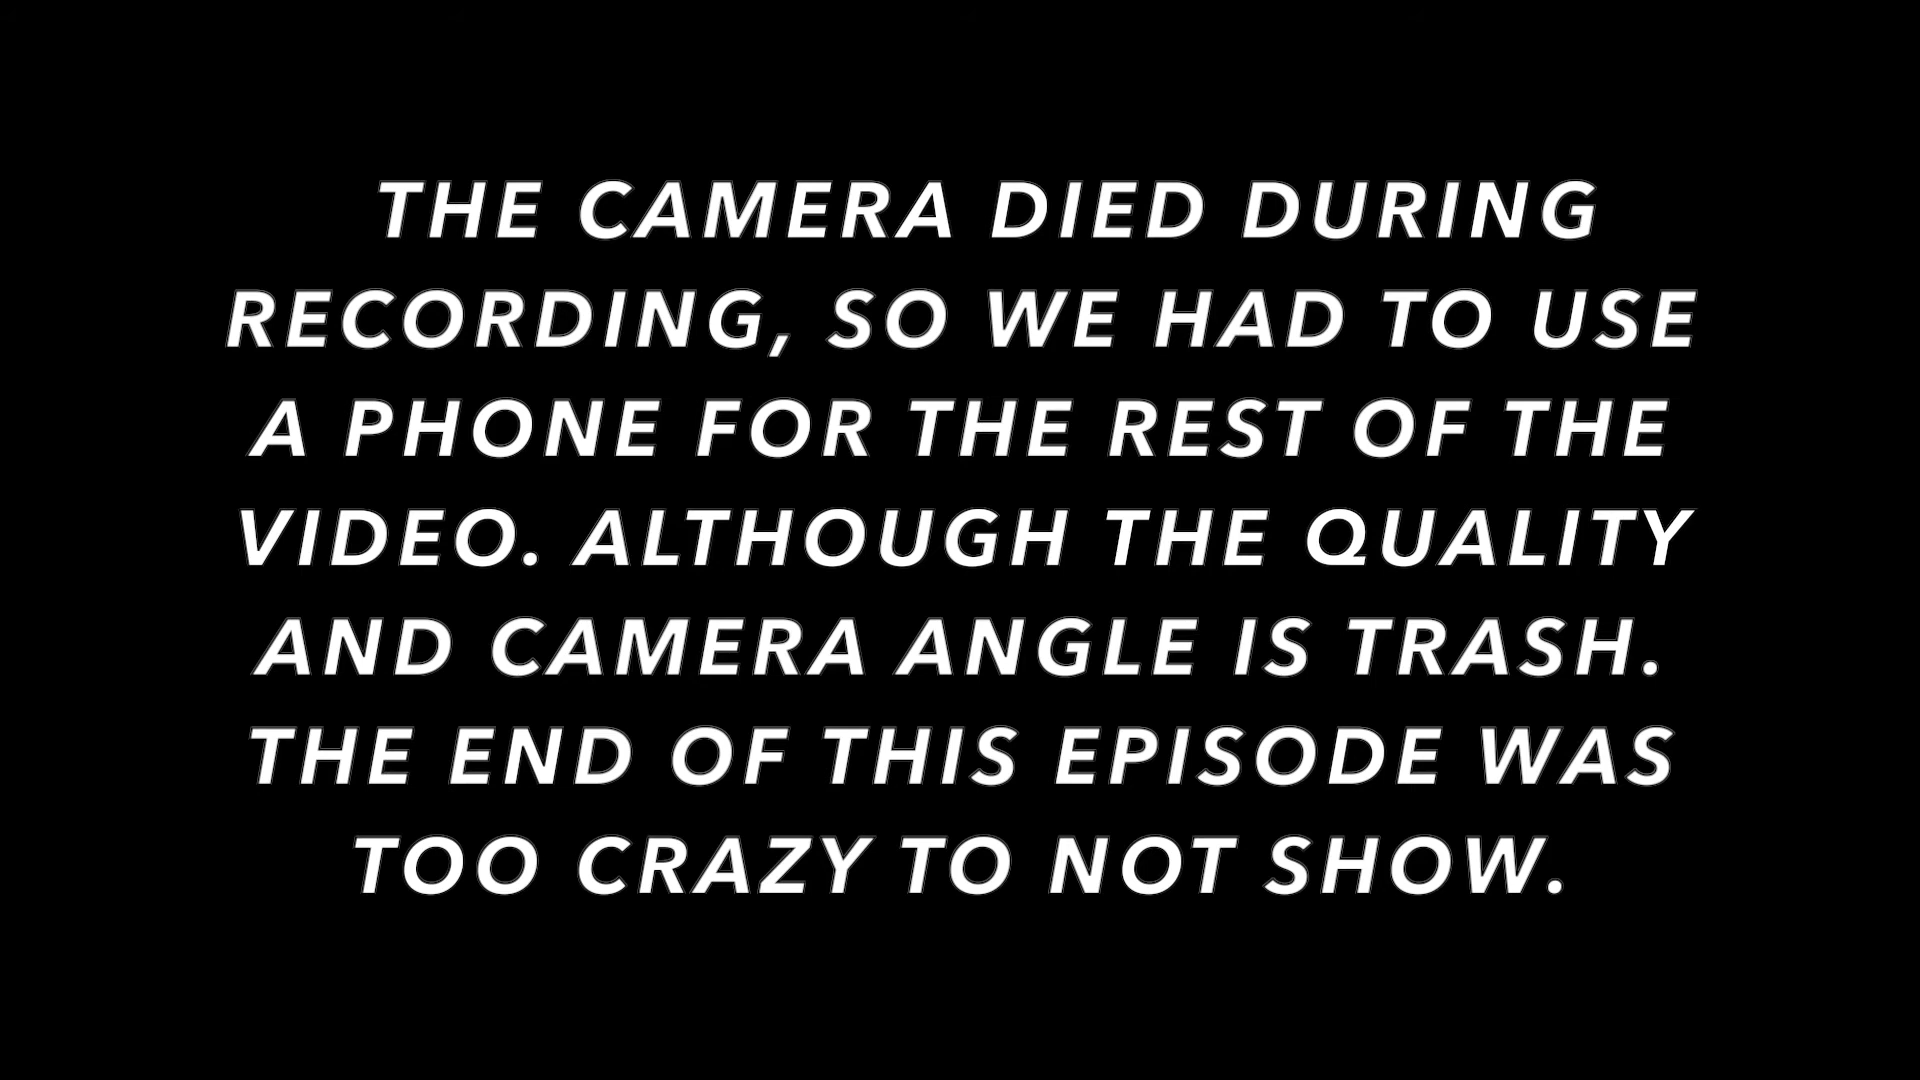 THE CAMERA DIED DURING
RECORDING, SO WE HAD TO USE
A PHONE FOR THE REST OF THE
VIDEO. ALTHOUGH THE QUALITY
AND CAMERA ANGLE IS TRASH.
THE END OF THIS EPISODE WAS
TOO CRAZY TO NOT SHOW.